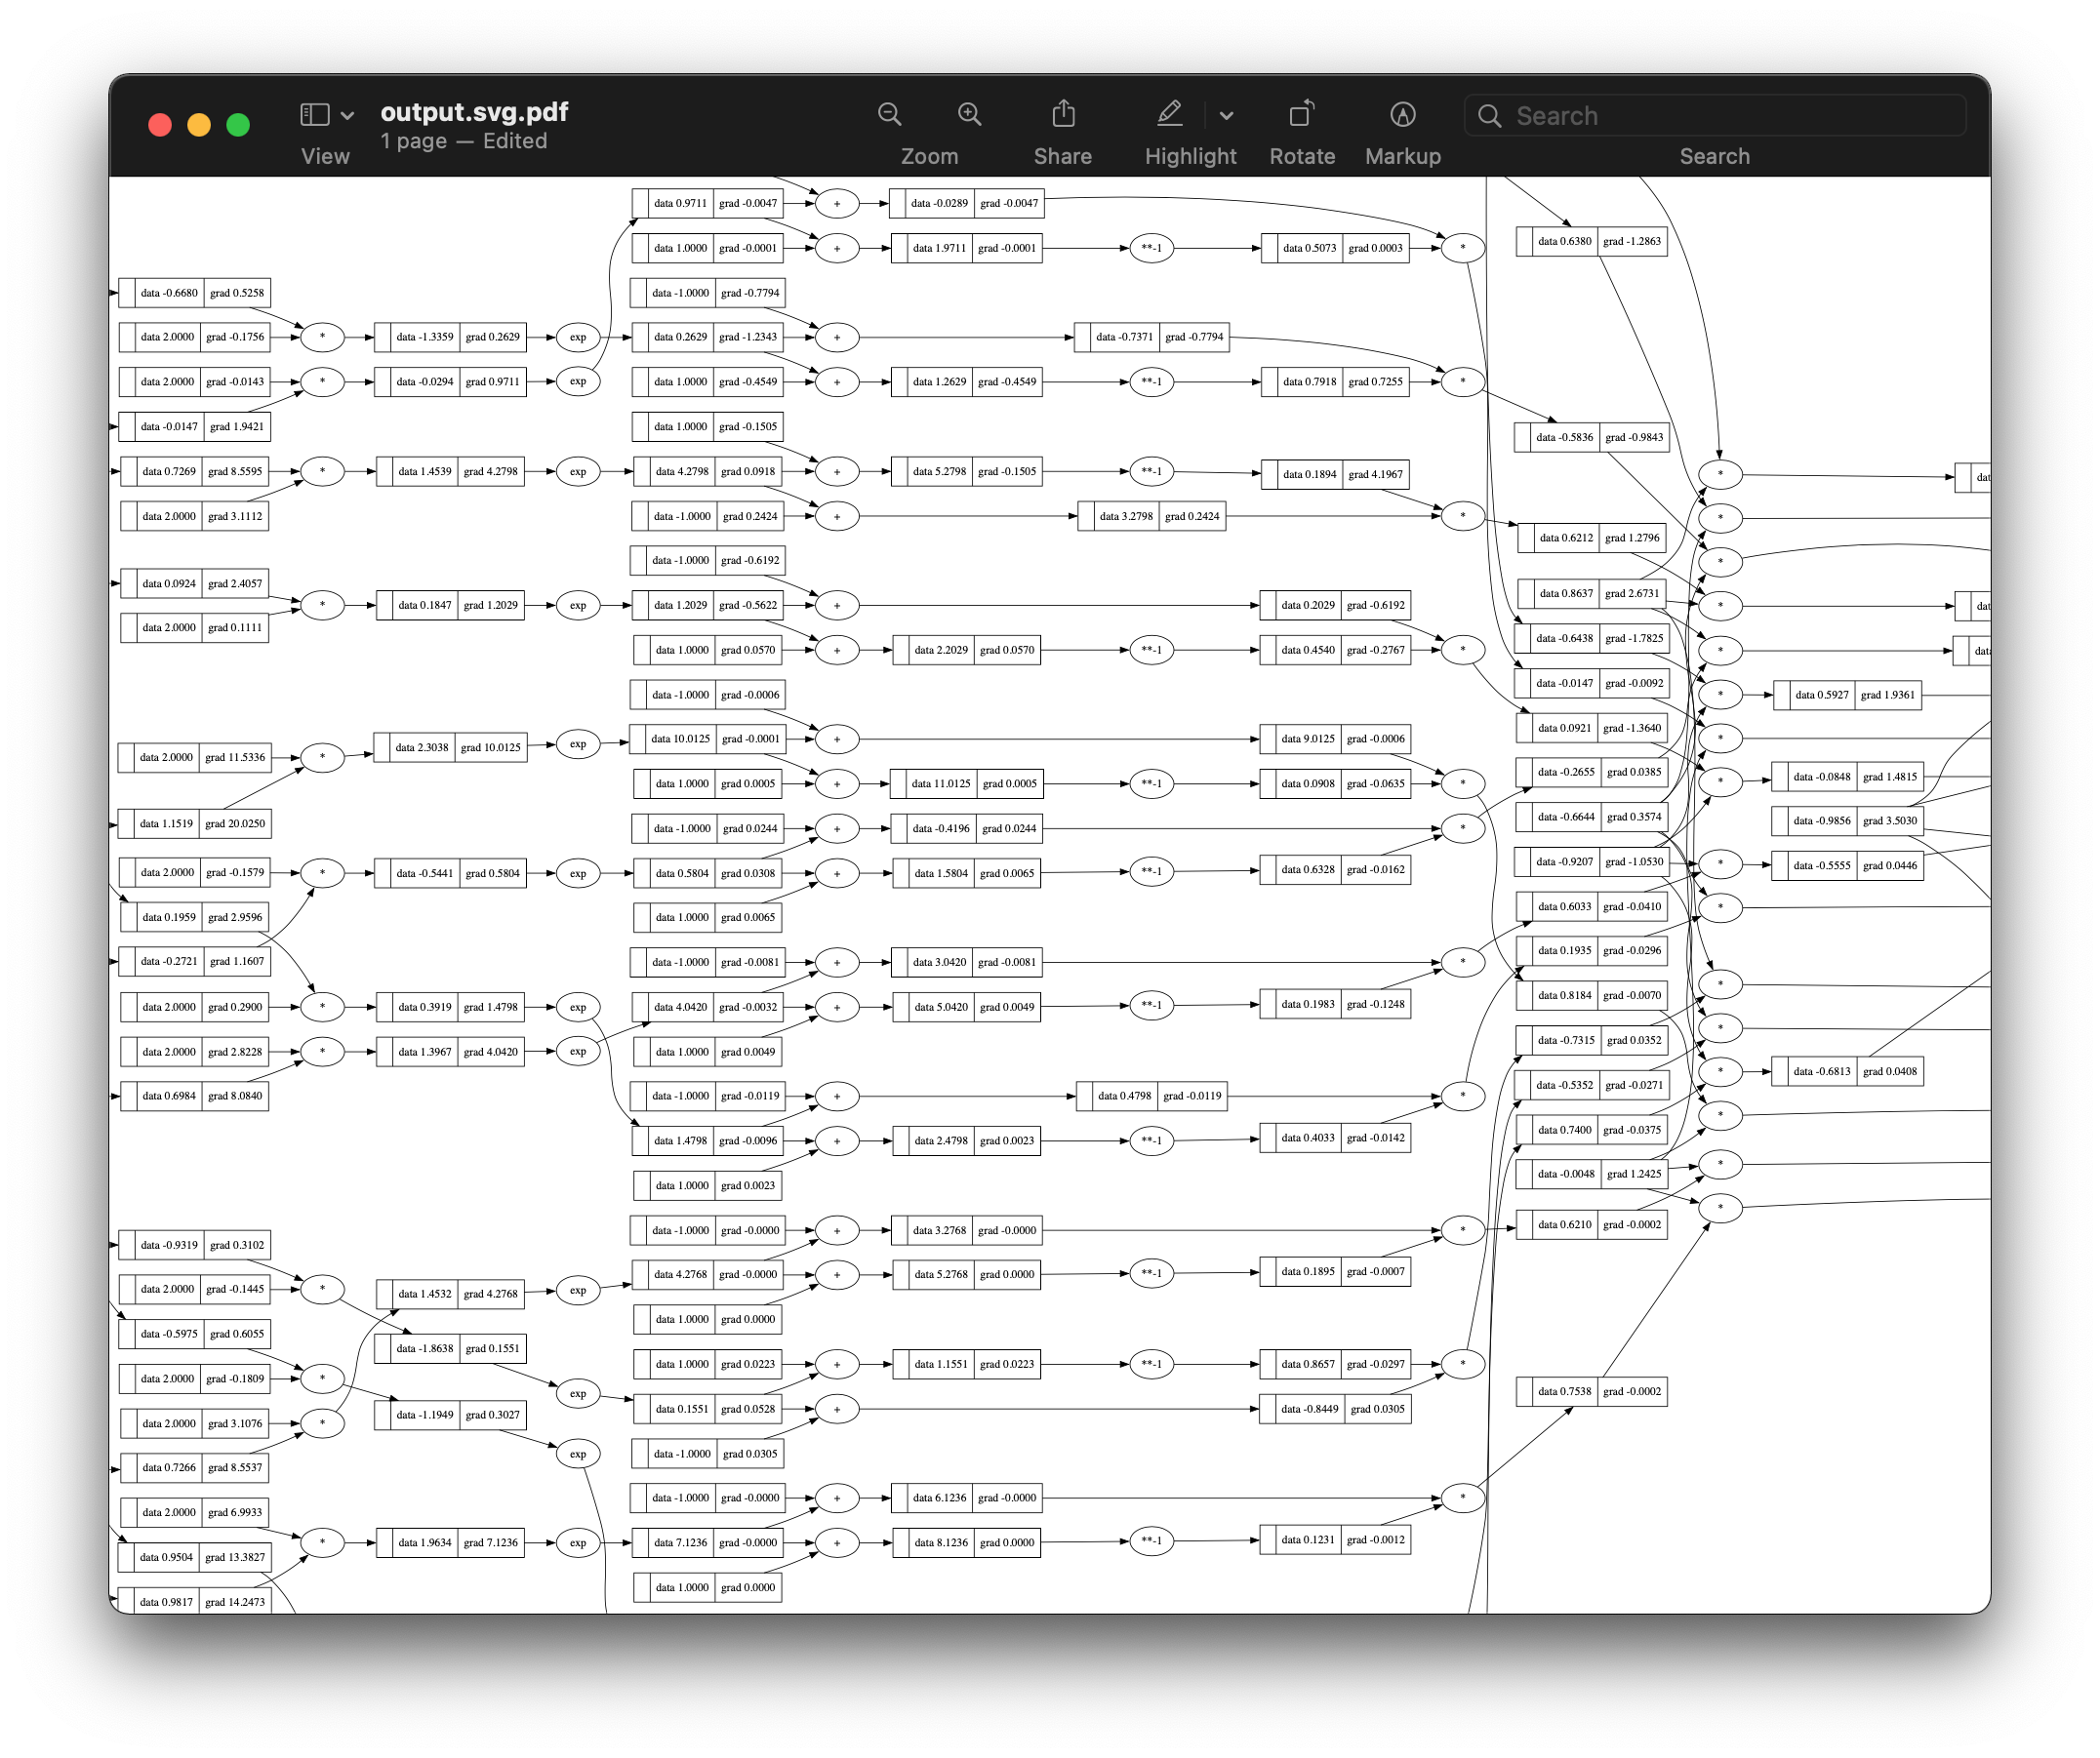 output.svg.pdf
1 page — Edited
View
Zoom
Share
Highlight
Rotate
Markup
Search
Search
data 0.9711 grad -0.0047
+
data -0.0289 grad -0.0047
data 1.0000 grad -0.0001
+
data 1.9711 grad -0.0001
**-1
data 0.5073 grad 0.0003
*
data 0.6380 grad -1.2863
data -0.6680 grad 0.5258
data -1.0000 grad -0.7794
data 2.0000 grad -0.1756
*
data -1.3359 grad 0.2629
exp
data 0.2629 grad -1.2343
+
data -0.7371 grad -0.7794
data 2.0000 grad -0.0143
*
data -0.0294 grad 0.9711
exp
data 1.0000 grad -0.4549
+
data 1.2629 grad -0.4549
**-1
data 0.7918 grad 0.7255
*
data -0.0147 grad 1.9421
data 1.0000 grad -0.1505
data -0.5836 grad -0.9843
data 0.7269 grad 8.5595
*
data 1.4539 grad 4.2798
exp
data 4.2798 grad 0.0918
+
data 5.2798 grad -0.1505
**-1
data 0.1894 grad 4.1967
*
data 2.0000 grad 3.1112
data -1.0000 grad 0.2424
+
data 3.2798 grad 0.2424
*
*
data 0.6212 grad 1.2796
data -1.0000 grad -0.6192
*
data 0.0924 grad 2.4057
data 0.8637 grad 2.6731
*
data 1.2029 grad -0.5622
+
data 0.2029 grad -0.6192
*
data 0.1847 grad 1.2029
exp
data 2.0000 grad 0.1111
data -0.6438 grad -1.7825
data 1.0000 grad 0.0570
+
data 2.2029 grad 0.0570
**-1
data 0.4540 grad -0.2767
*
*
data -0.0147 grad -0.0092
data -1.0000 grad -0.0006
*
data 0.5927 grad 1.9361
data 0.0921 grad -1.3640
data 10.0125 grad -0.0001
+
data 9.0125 grad -0.0006
*
data 2.0000 grad 11.5336
*
data 2.3038 grad 10.0125
exp
data -0.2655 grad 0.0385
data 1.0000 grad 0.0005
+
data 11.0125 grad 0.0005
**-1
data 0.0908 grad -0.0635
*
*
data -0.0848 grad 1.4815
data 1.1519 grad 20.0250
data -1.0000 grad 0.0244
+
data -0.4196 grad 0.0244
*
data -0.6644 grad 0.3574
data -0.9856 grad 3.5030
data 2.0000 grad -0.1579
*
data -0.5441 grad 0.5804
exp
data 0.5804 grad 0.0308
+
data 1.5804 grad 0.0065
**-1
data 0.6328 grad -0.0162
data -0.9207 grad -1.0530
*
data -0.5555 grad 0.0446
data 0.1959 grad 2.9596
data 1.0000 grad 0.0065
data 0.6033 grad -0.0410
*
data -0.2721 grad 1.1607
data -1.0000 grad -0.0081
+
data 3.0420 grad -0.0081
*
data 0.1935 grad -0.0296
data 2.0000 grad 0.2900
*
data 0.3919 grad 1.4798
exp
data 4.0420 grad -0.0032
+
data 5.0420 grad 0.0049
**-1
data 0.1983 grad -0.1248
data 0.8184 grad -0.0070
*
data 2.0000 grad 2.8228
*
data 1.3967 grad 4.0420
exp
data 1.0000 grad 0.0049
data -0.7315 grad 0.0352
*
data 0.6984 grad 8.0840
data -1.0000 grad -0.0119
+
data 0.4798 grad -0.0119
*
data -0.5352 grad -0.0271
*
data -0.6813 grad 0.0408
data 1.4798 grad -0.0096
+
data 2.4798 grad 0.0023
**-1
data 0.4033 grad -0.0142
data 0.7400 grad -0.0375
*
data 1.0000 grad 0.0023
data -0.0048 grad 1.2425
*
data -0.9319 grad 0.3102
data -1.0000 grad -0.0000
+
data 3.2768 grad -0.0000
*
data 0.6210 grad -0.0002
*
data 2.0000 grad -0.1445
*
data 1.4532 grad 4.2768
exp
data 4.2768 grad -0.0000
+
data 5.2768 grad 0.0000
**-1
data 0.1895 grad -0.0007
data -0.5975 grad 0.6055
data 1.0000 grad 0.0000
data -1.8638 grad 0.1551
data 2.0000 grad -0.1809
*
data 1.0000 grad 0.0223
+
data 1.1551 grad 0.0223
**-1
data 0.8657 grad -0.0297
*
data 0.7538 grad -0.0002
exp
data 2.0000 grad 3.1076
*
data -1.1949 grad 0.3027
data 0.1551 grad 0.0528
+
data -0.8449 grad 0.0305
data 0.7266 grad 8.5537
exp
data -1.0000 grad 0.0305
data 2.0000 grad 6.9933
data -1.0000 grad -0.0000
+
data 6.1236 grad -0.0000
*
data 0.9504 grad 13.3827
*
data 1.9634 grad 7.1236
exp
data 7.1236 grad -0.0000
+
data 8.1236 grad 0.0000
**-1
data 0.1231 grad -0.0012
data 0.9817 grad 14.2473
data 1.0000 grad 0.0000